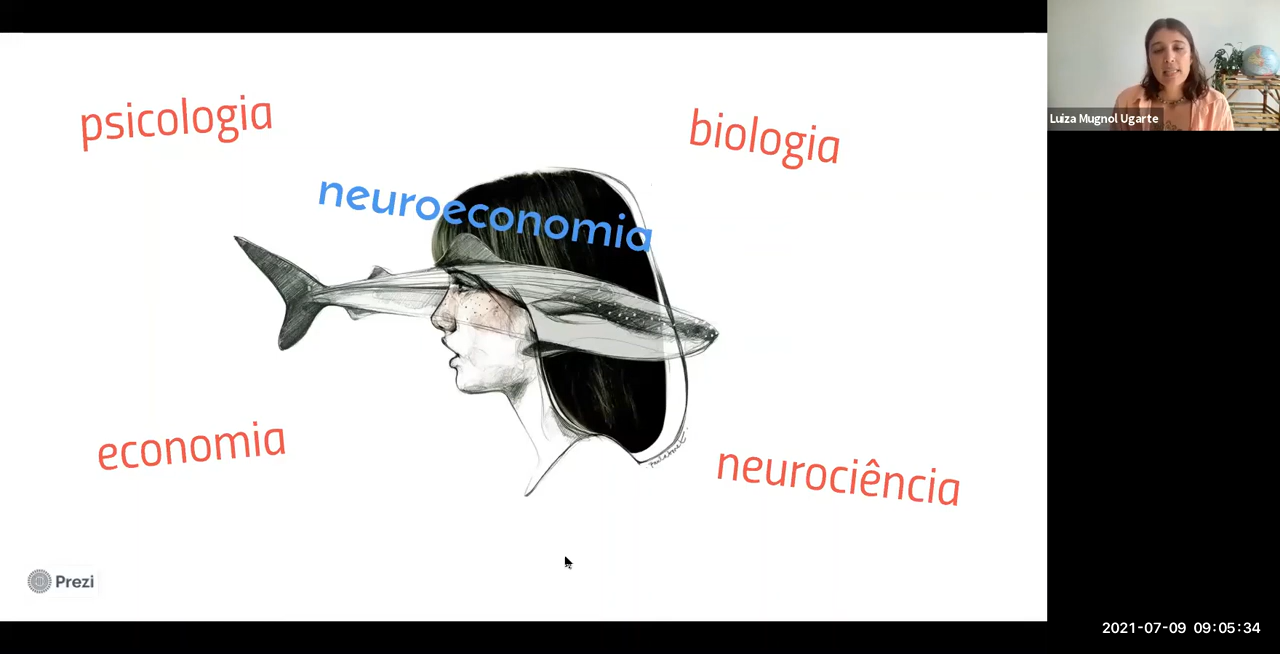 psicologia
biologia
Luiza Mugnol Ugarte
neuroeconomia
economia
neurociência
Prezi
2021-07-09 09:05:34